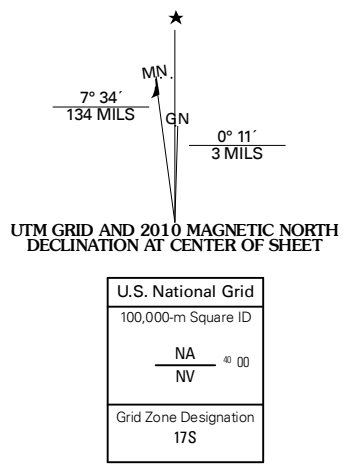 MN.
7° 34´
134 MILS
GN
0° 11´
3 MILS
UTM GRID AND 2010 MAGNETIC NORTH
DECLINATION AT CENTER OF SHEET
U.S. National Grid
100,000-m Square ID
NA
40 00
NV
Grid Zone Designation
17S